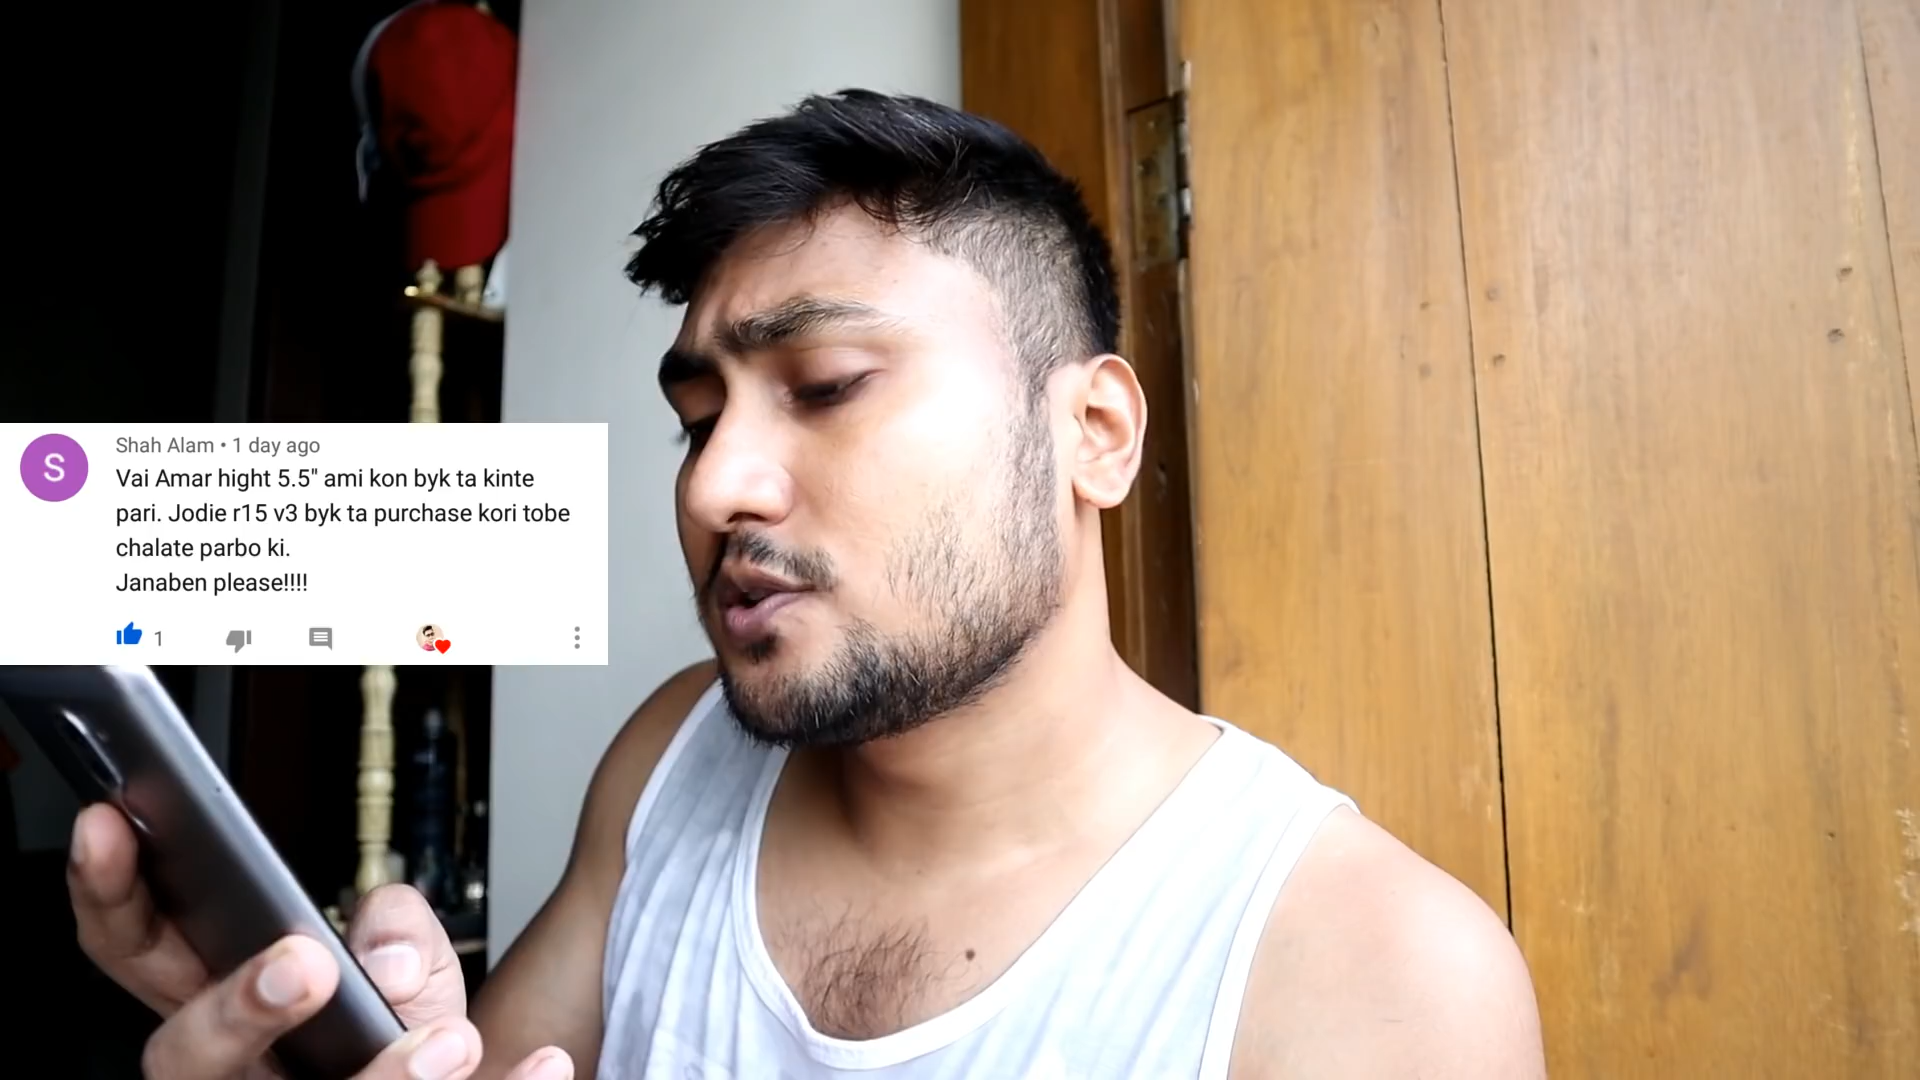 S
Shah Alam • 1 day ago
Vai Amar hight 5.5" ami kon byk ta kinte
pari. Jodie r15 v3 byk ta purchase kori tobe
chalate parbo ki.
Janaben please!!!!
1